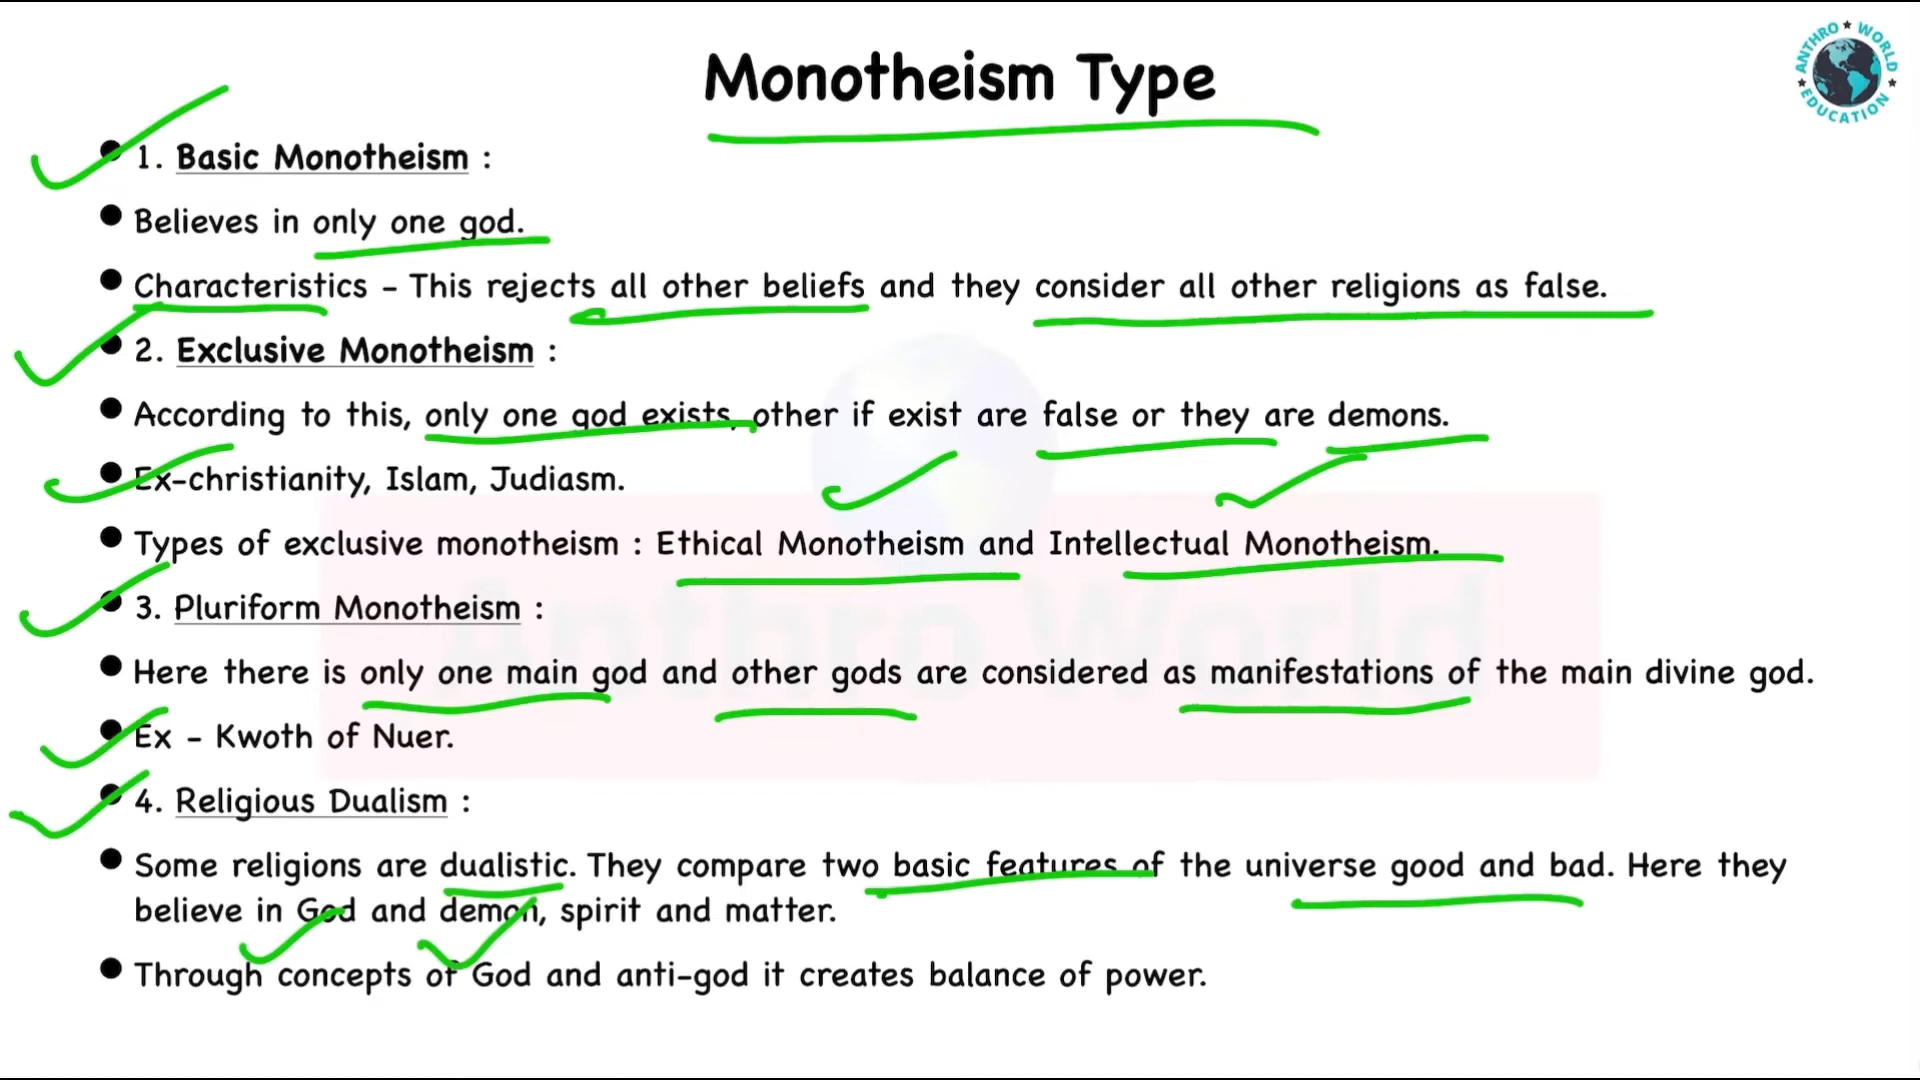 Monotheism Type
ANTHRO ★ WORLD ★ EDUCATION ★
● 1. Basic Monotheism :
● Believes in only one god.
● Characteristics – This rejects all other beliefs and they consider all other religions as false.
● 2. Exclusive Monotheism :
● According to this, only one god exists, other if exist are false or they are demons.
● Ex-christianity, Islam, Judiasm.
● Types of exclusive monotheism : Ethical Monotheism and Intellectual Monotheism.
● 3. Pluriform Monotheism :
● Here there is only one main god and other gods are considered as manifestations of the main divine god.
● Ex – Kwoth of Nuer.
● 4. Religious Dualism :
● Some religions are dualistic. They compare two basic features of the universe good and bad. Here they
believe in God and demon, spirit and matter.
● Through concepts of God and anti-god it creates balance of power.
Anthro World